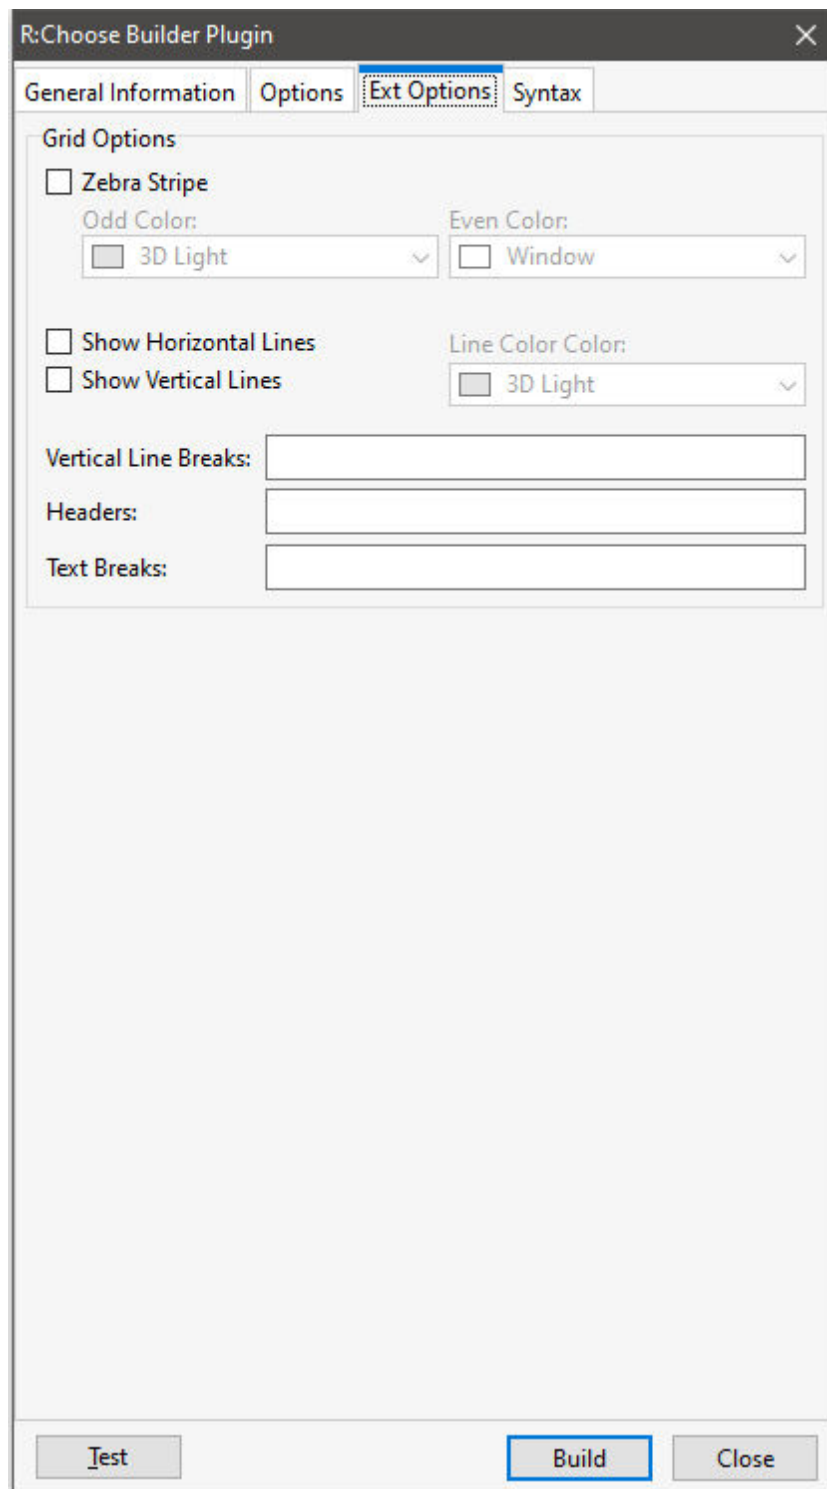 R:Choose Builder Plugin
General Information Options Ext Options Syntax
Grid Options
Zebra Stripe
Odd Color: Even Color:
3D Light Window
Show Horizontal Lines Line Color Color:
Show Vertical Lines 3D Light
Vertical Line Breaks:
Headers:
Text Breaks:
Test Build Close